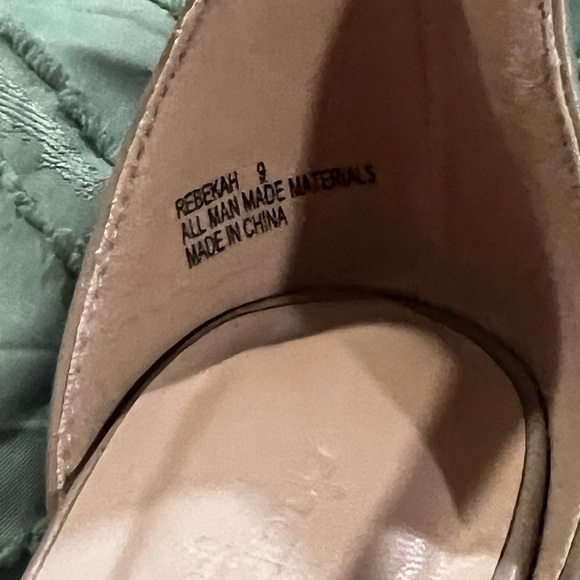 REBEKAH 9
ALL MAN MADE MATERIALS
MADE IN CHINA